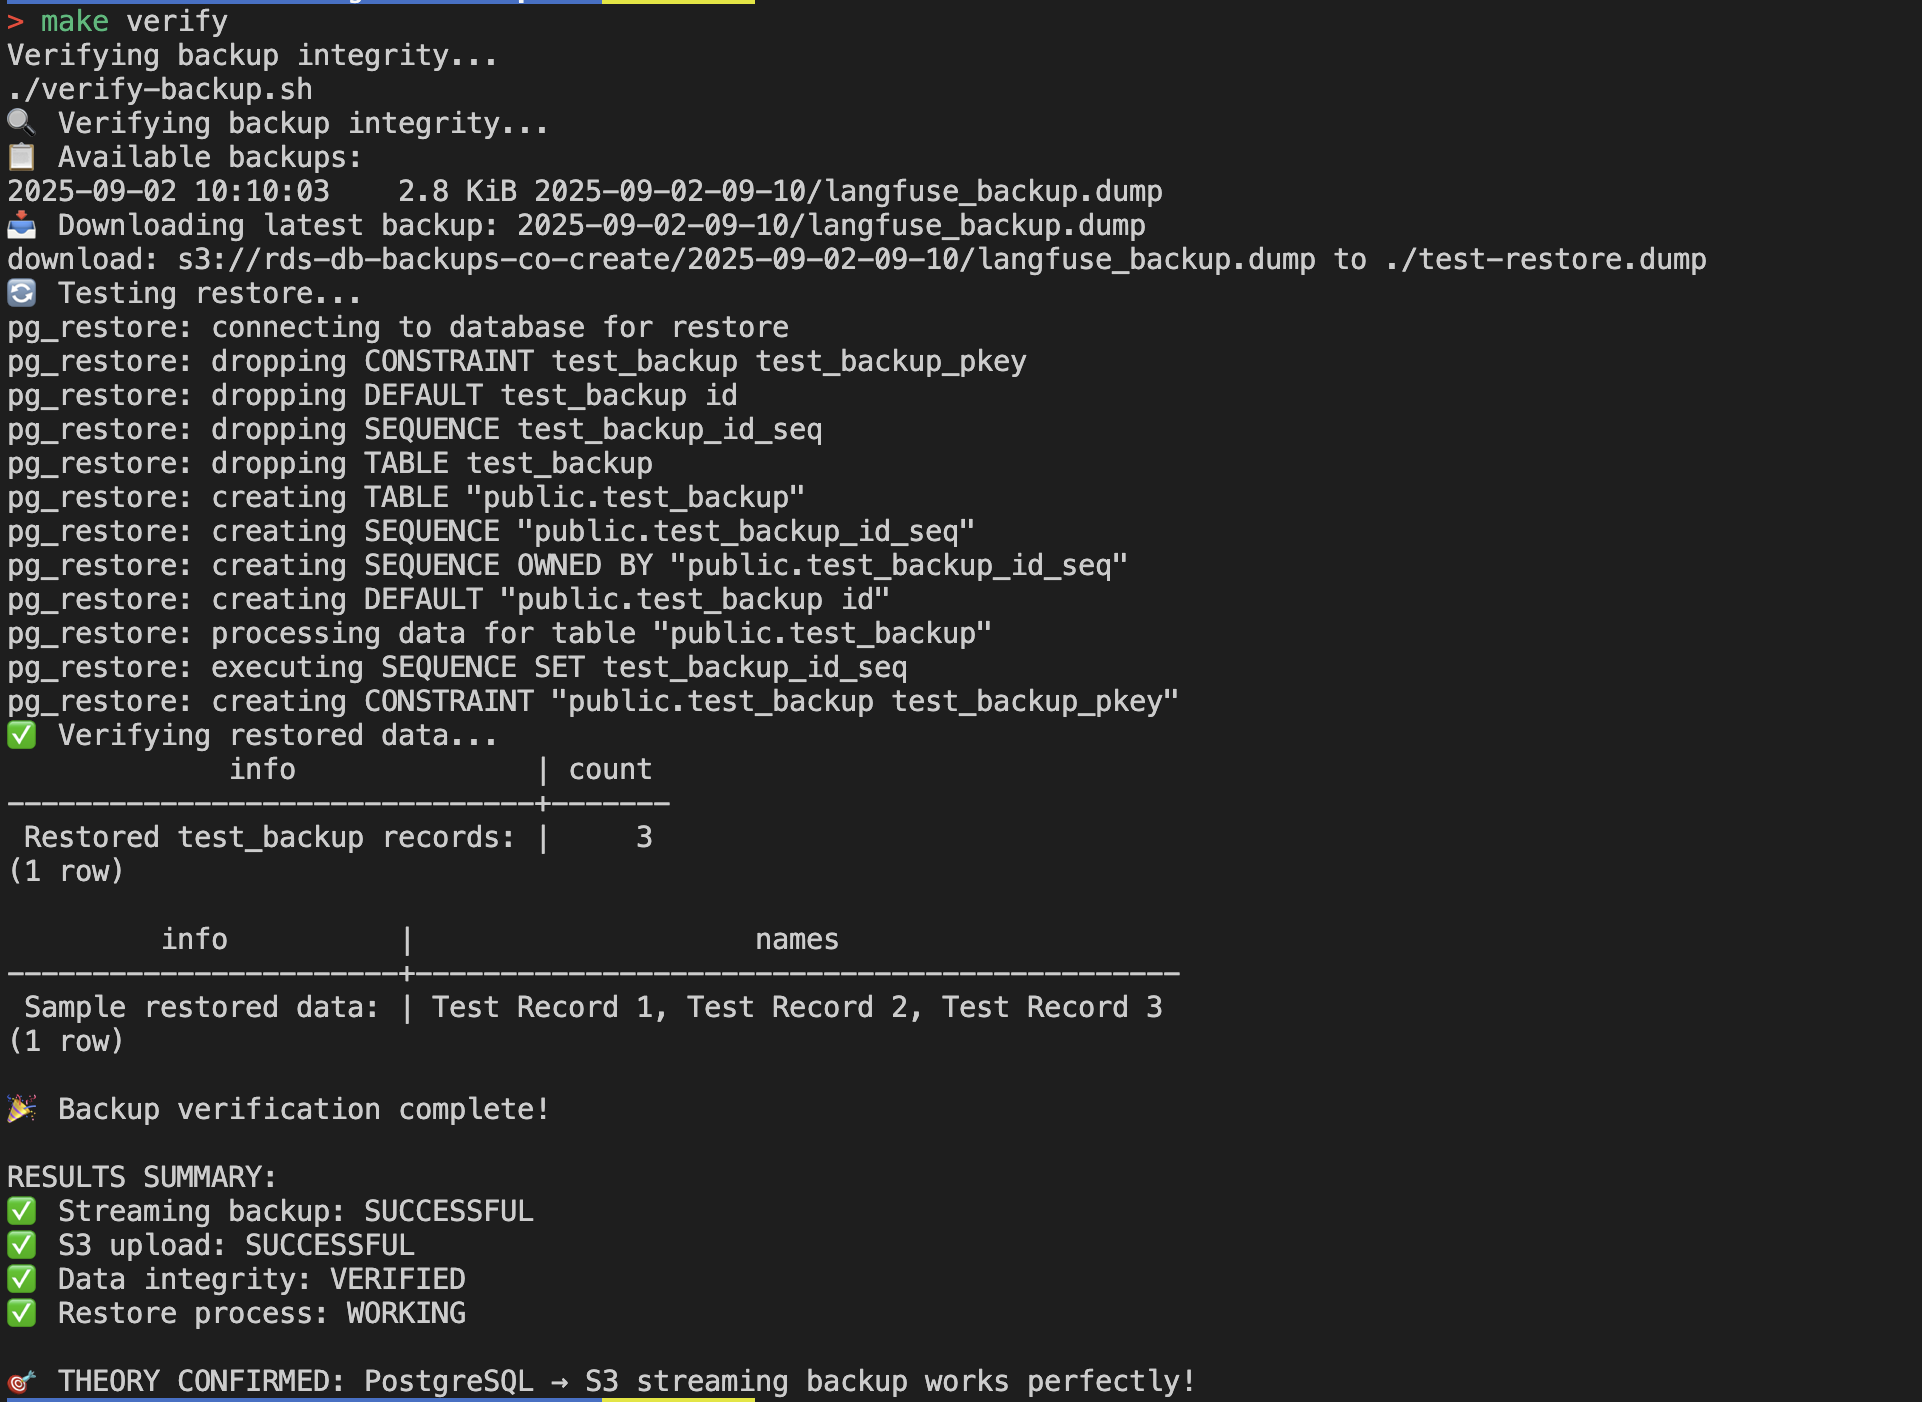 > make verify
Verifying backup integrity...
./verify-backup.sh
🔍 Verifying backup integrity...
📋 Available backups:
2025-09-02 10:10:03    2.8 KiB 2025-09-02-09-10/langfuse_backup.dump
📥 Downloading latest backup: 2025-09-02-09-10/langfuse_backup.dump
download: s3://rds-db-backups-co-create/2025-09-02-09-10/langfuse_backup.dump to ./test-restore.dump
🔄 Testing restore...
pg_restore: connecting to database for restore
pg_restore: dropping CONSTRAINT test_backup test_backup_pkey
pg_restore: dropping DEFAULT test_backup id
pg_restore: dropping SEQUENCE test_backup_id_seq
pg_restore: dropping TABLE test_backup
pg_restore: creating TABLE "public.test_backup"
pg_restore: creating SEQUENCE "public.test_backup_id_seq"
pg_restore: creating SEQUENCE OWNED BY "public.test_backup_id_seq"
pg_restore: creating DEFAULT "public.test_backup id"
pg_restore: processing data for table "public.test_backup"
pg_restore: executing SEQUENCE SET test_backup_id_seq
pg_restore: creating CONSTRAINT "public.test_backup test_backup_pkey"
✅ Verifying restored data...
             info              | count
-------------------------------+-------
 Restored test_backup records: |     3
(1 row)

         info          |                    names
-----------------------+---------------------------------------------
 Sample restored data: | Test Record 1, Test Record 2, Test Record 3
(1 row)

🎉 Backup verification complete!

RESULTS SUMMARY:
✅ Streaming backup: SUCCESSFUL
✅ S3 upload: SUCCESSFUL
✅ Data integrity: VERIFIED
✅ Restore process: WORKING

🎯 THEORY CONFIRMED: PostgreSQL → S3 streaming backup works perfectly!